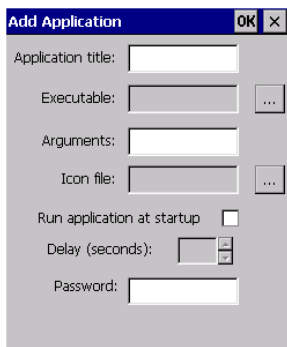 Add Application OK ×
Application title:
Executable: ...
Arguments:
Icon file: ...
Run application at startup
Delay (seconds):
Password: